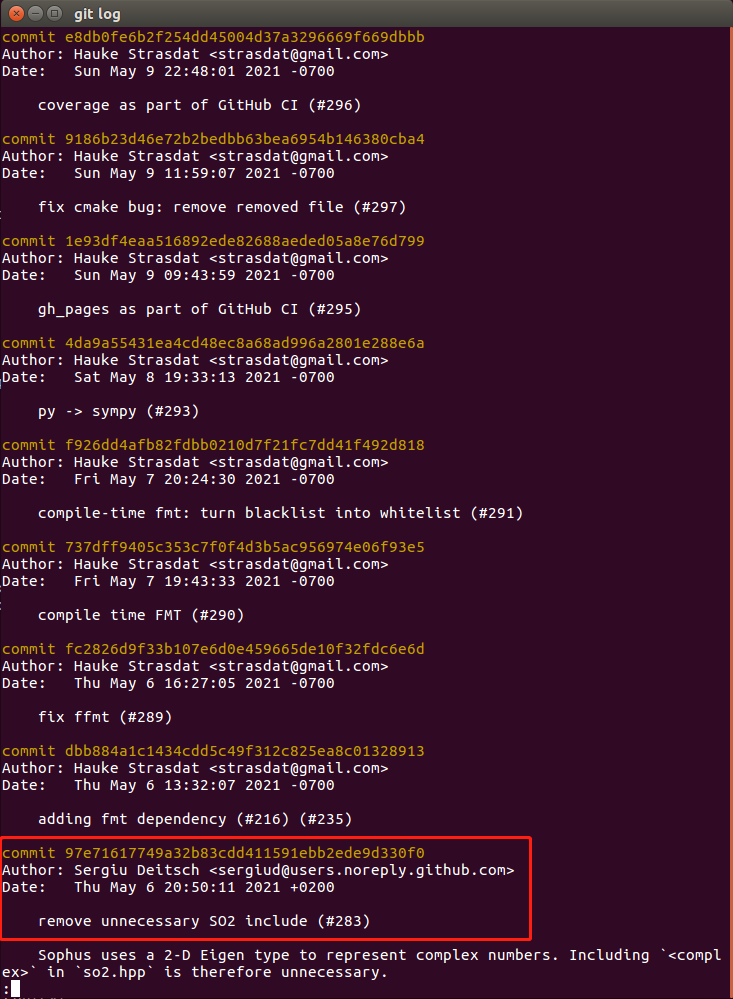 git log
commit e8db0fe6b2f254dd45004d37a3296669f669dbbb
Author: Hauke Strasdat <strasdat@gmail.com>
Date:   Sun May 9 22:48:01 2021 -0700
coverage as part of GitHub CI (#296)
commit 9186b23d46e72b2bedbb63bea6954b146380cba4
Author: Hauke Strasdat <strasdat@gmail.com>
Date:   Sun May 9 11:59:07 2021 -0700
fix cmake bug: remove removed file (#297)
commit 1e93df4eaa516892ede82688aeded05a8e76d799
Author: Hauke Strasdat <strasdat@gmail.com>
Date:   Sun May 9 09:43:59 2021 -0700
gh_pages as part of GitHub CI (#295)
commit 4da9a55431ea4cd48ec8a68ad996a2801e288e6a
Author: Hauke Strasdat <strasdat@gmail.com>
Date:   Sat May 8 19:33:13 2021 -0700
py -> sympy (#293)
commit f926dd4afb82fdbb0210d7f21fc7dd41f492d818
Author: Hauke Strasdat <strasdat@gmail.com>
Date:   Fri May 7 20:24:30 2021 -0700
compile-time fmt: turn blacklist into whitelist (#291)
commit 737dff9405c353c7f0f4d3b5ac956974e06f93e5
Author: Hauke Strasdat <strasdat@gmail.com>
Date:   Fri May 7 19:43:33 2021 -0700
compile time FMT (#290)
commit fc2826d9f33b107e6d0e459665de10f32fdc6e6d
Author: Hauke Strasdat <strasdat@gmail.com>
Date:   Thu May 6 16:27:05 2021 -0700
fix ffmt (#289)
commit dbb884a1c1434cdd5c49f312c825ea8c01328913
Author: Hauke Strasdat <strasdat@gmail.com>
Date:   Thu May 6 13:32:07 2021 -0700
adding fmt dependency (#216) (#235)
commit 97e71617749a32b83cdd411591ebb2ede9d330f0
Author: Sergiu Deitsch <sergiud@users.noreply.github.com>
Date:   Thu May 6 20:50:11 2021 +0200
remove unnecessary SO2 include (#283)
Sophus uses a 2-D Eigen type to represent complex numbers. Including `<compl
ex>` in `so2.hpp` is therefore unnecessary.
: